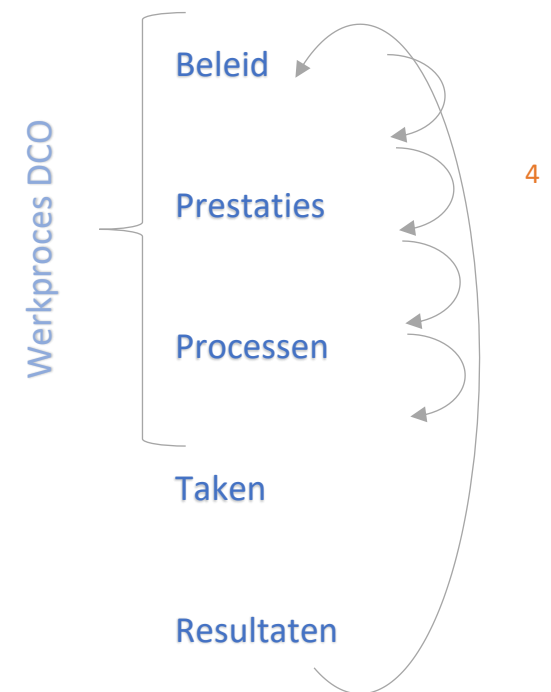 Werkproces DCO
Beleid
4
Prestaties
Processen
Taken
Resultaten